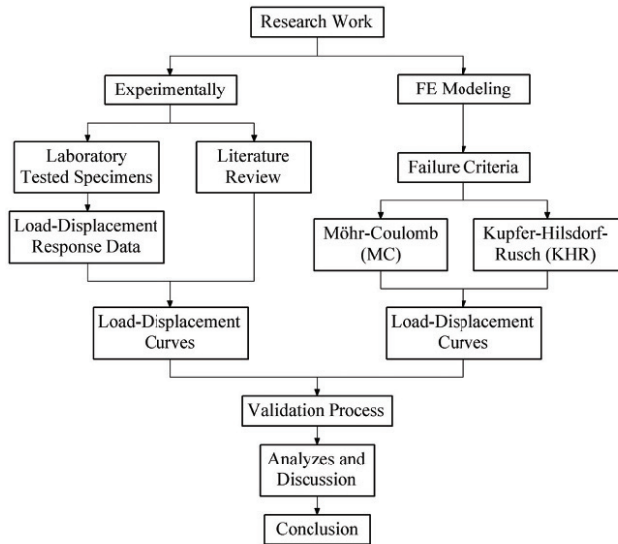 Research Work
Experimentally
FE Modeling
Laboratory
Tested Specimens
Literature
Review
Failure Criteria
Load-Displacement
Response Data
Möhr-Coulomb
(MC)
Kupfer-Hilsdorf-
Rusch (KHR)
Load-Displacement
Curves
Load-Displacement
Curves
Validation Process
Analyzes and
Discussion
Conclusion